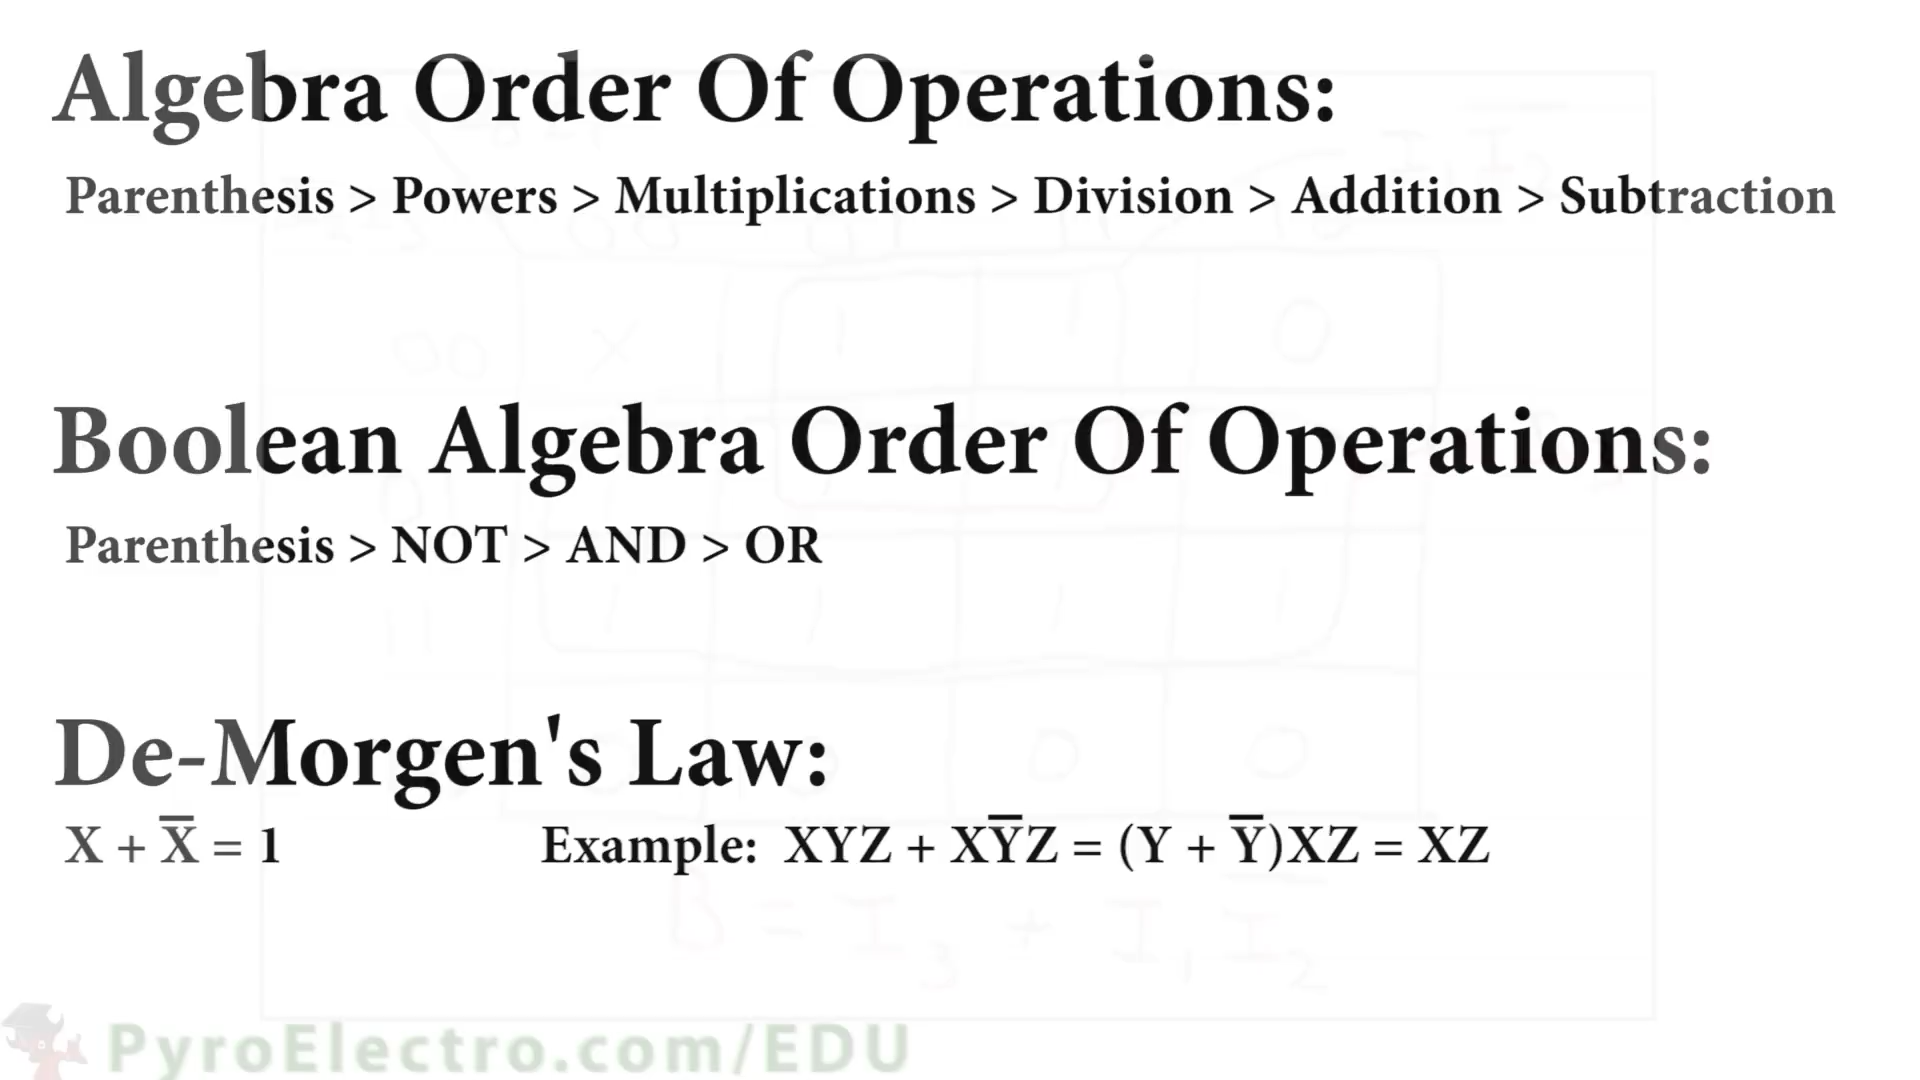 Algebra Order Of Operations:
Parenthesis > Powers > Multiplications > Division > Addition > Subtraction
Boolean Algebra Order Of Operations:
Parenthesis > NOT > AND > OR
De-Morgen's Law:
X + X̅ = 1 Example: XYZ + XY̅Z = (Y + Y̅)XZ = XZ
PyroElectro.com/EDU